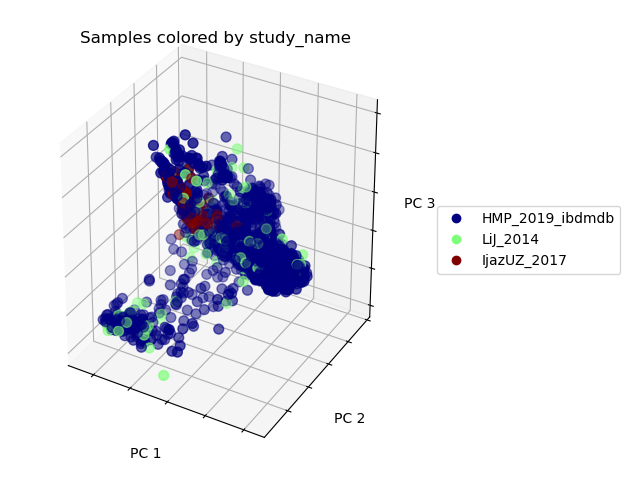 Samples colored by study_name
PC 3
HMP_2019_ibdmdb
LiJ_2014
IjazUZ_2017
PC 2
PC 1